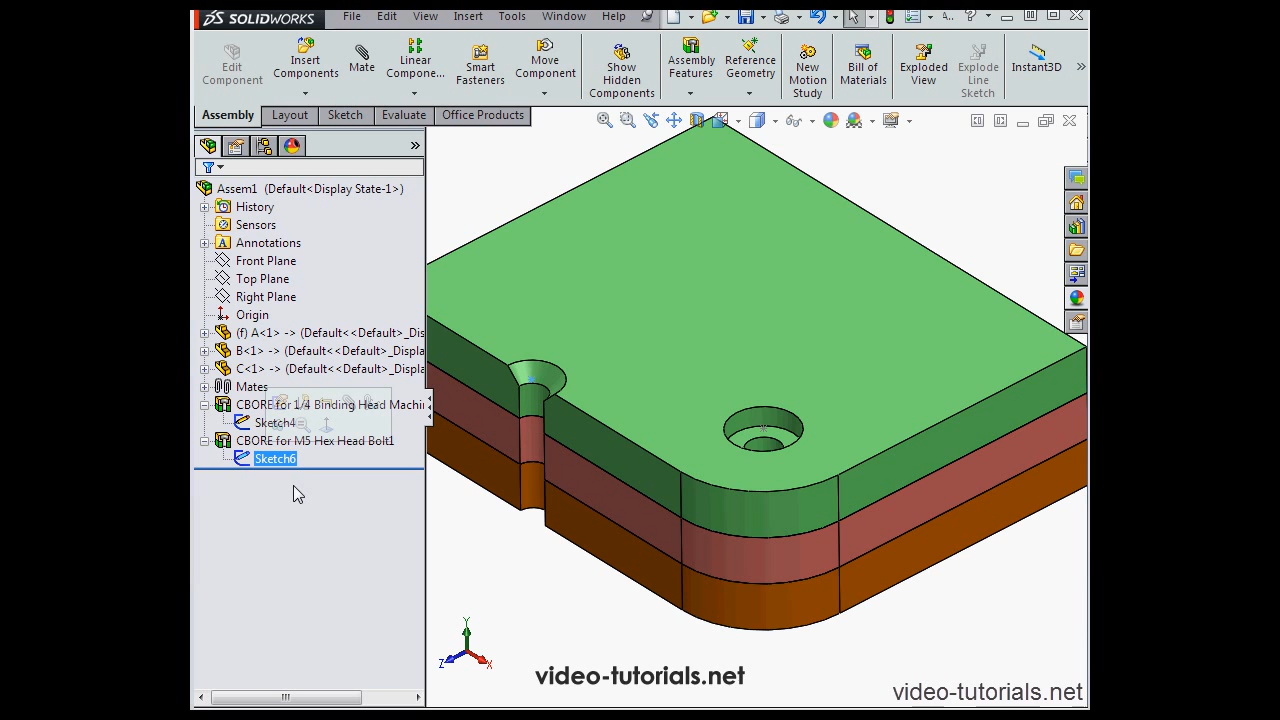 SOLIDWORKS File Edit View Insert Tools Window Help A..
Edit Component
Insert Components
Mate
Linear Compone...
Smart Fasteners
Move Component
Show Hidden Components
Assembly Features
Reference Geometry
New Motion Study
Bill of Materials
Exploded View
Explode Line Sketch
Instant3D
Assembly Layout Sketch Evaluate Office Products
Assem1 (Default<Display State-1>)
History
Sensors
Annotations
Front Plane
Top Plane
Right Plane
Origin
(f) A<1> -> (Default<<Default>_Dis
B<1> -> (Default<<Default>_Displa
C<1> -> (Default<<Default>_Displa
Mates
CBORE for 1/4 Binding Head Machi
Sketch4
CBORE for M5 Hex Head Bolt1
Sketch6
Y
Z
X
video-tutorials.net
video-tutorials.net